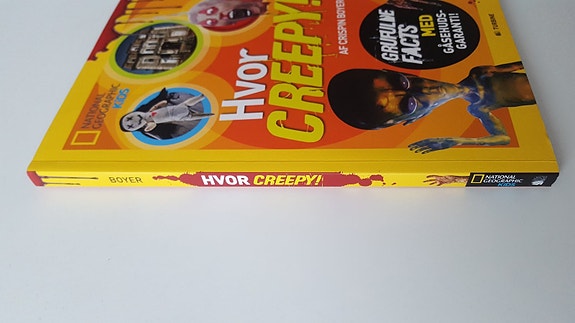 NATIONAL
GEOGRAPHIC
KiDS
Hvor
CREEPY!
AF CRISPIN BOYER
GRUFULDE
FACTS
MED
GÅSEHUDS-
GARANTI!
TURBINE
BOYER
HVOR CREEPY!
NATIONAL
GEOGRAPHIC
KiDS